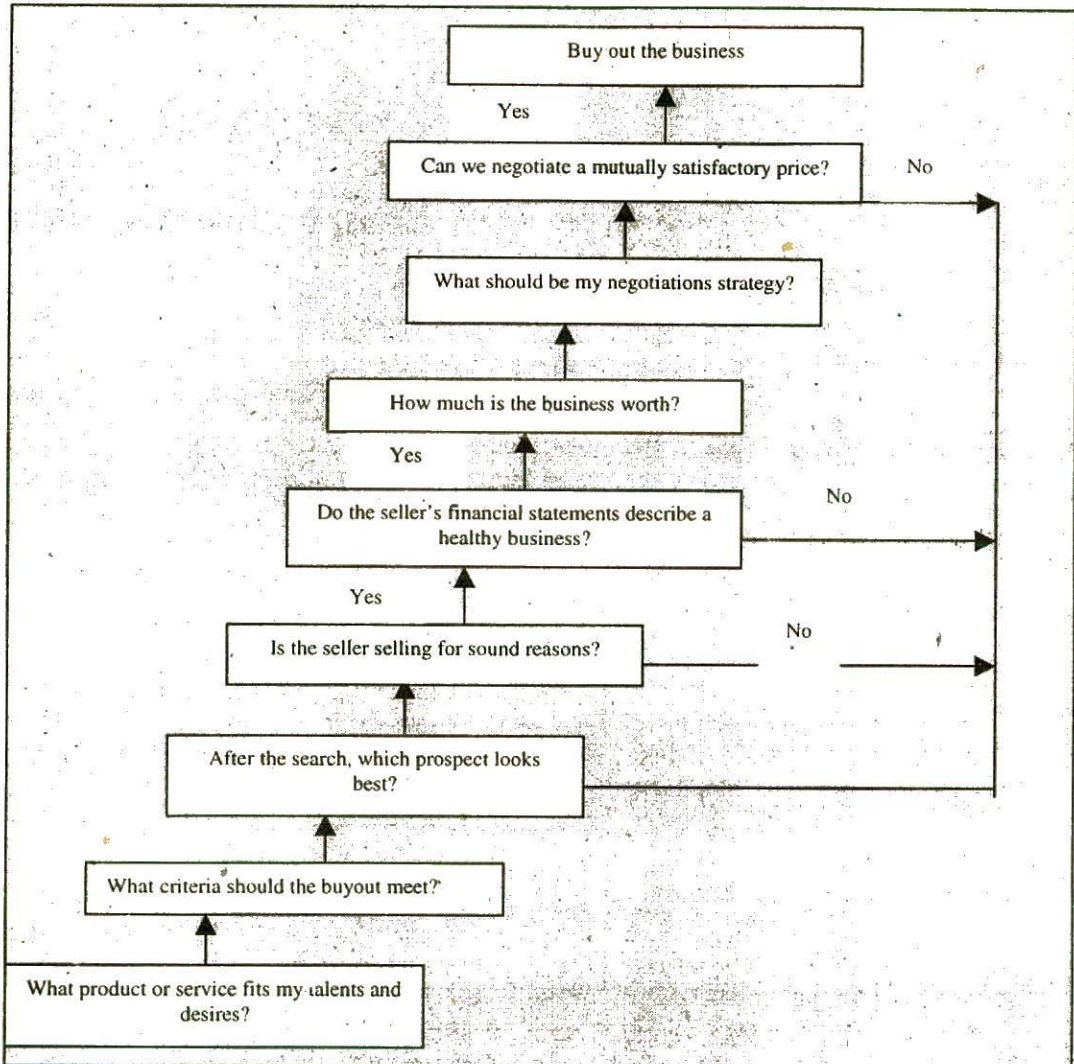 Buy out the business
Yes
Can we negotiate a mutually satisfactory price?
No
What should be my negotiations strategy?
How much is the business worth?
Yes
No
Do the seller's financial statements describe a
healthy business?
Yes
No
Is the seller selling for sound reasons?
After the search, which prospect looks
best?
What criteria should the buyout meet?
What product or service fits my talents and
desires?